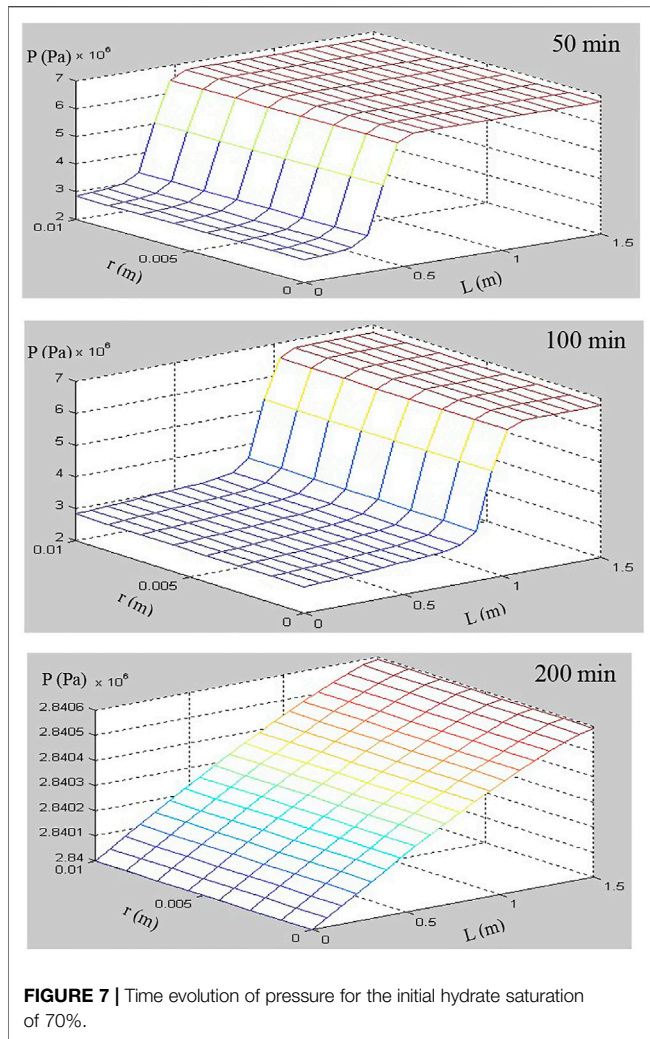 50 min
P (Pa) × 10⁶
7
6
5
4
3
2
0.01
0.005
0
r (m)
0
0.5
1
1.5
L (m)
100 min
P (Pa) × 10⁶
7
6
5
4
3
2
0.01
0.005
0
r (m)
0
0.5
1
1.5
L (m)
200 min
P (Pa) × 10⁶
2.8406
2.8405
2.8404
2.8403
2.8402
2.8401
2.84
0.01
0.005
0
r (m)
0
0.5
1
1.5
L (m)
FIGURE 7 | Time evolution of pressure for the initial hydrate saturation
of 70%.